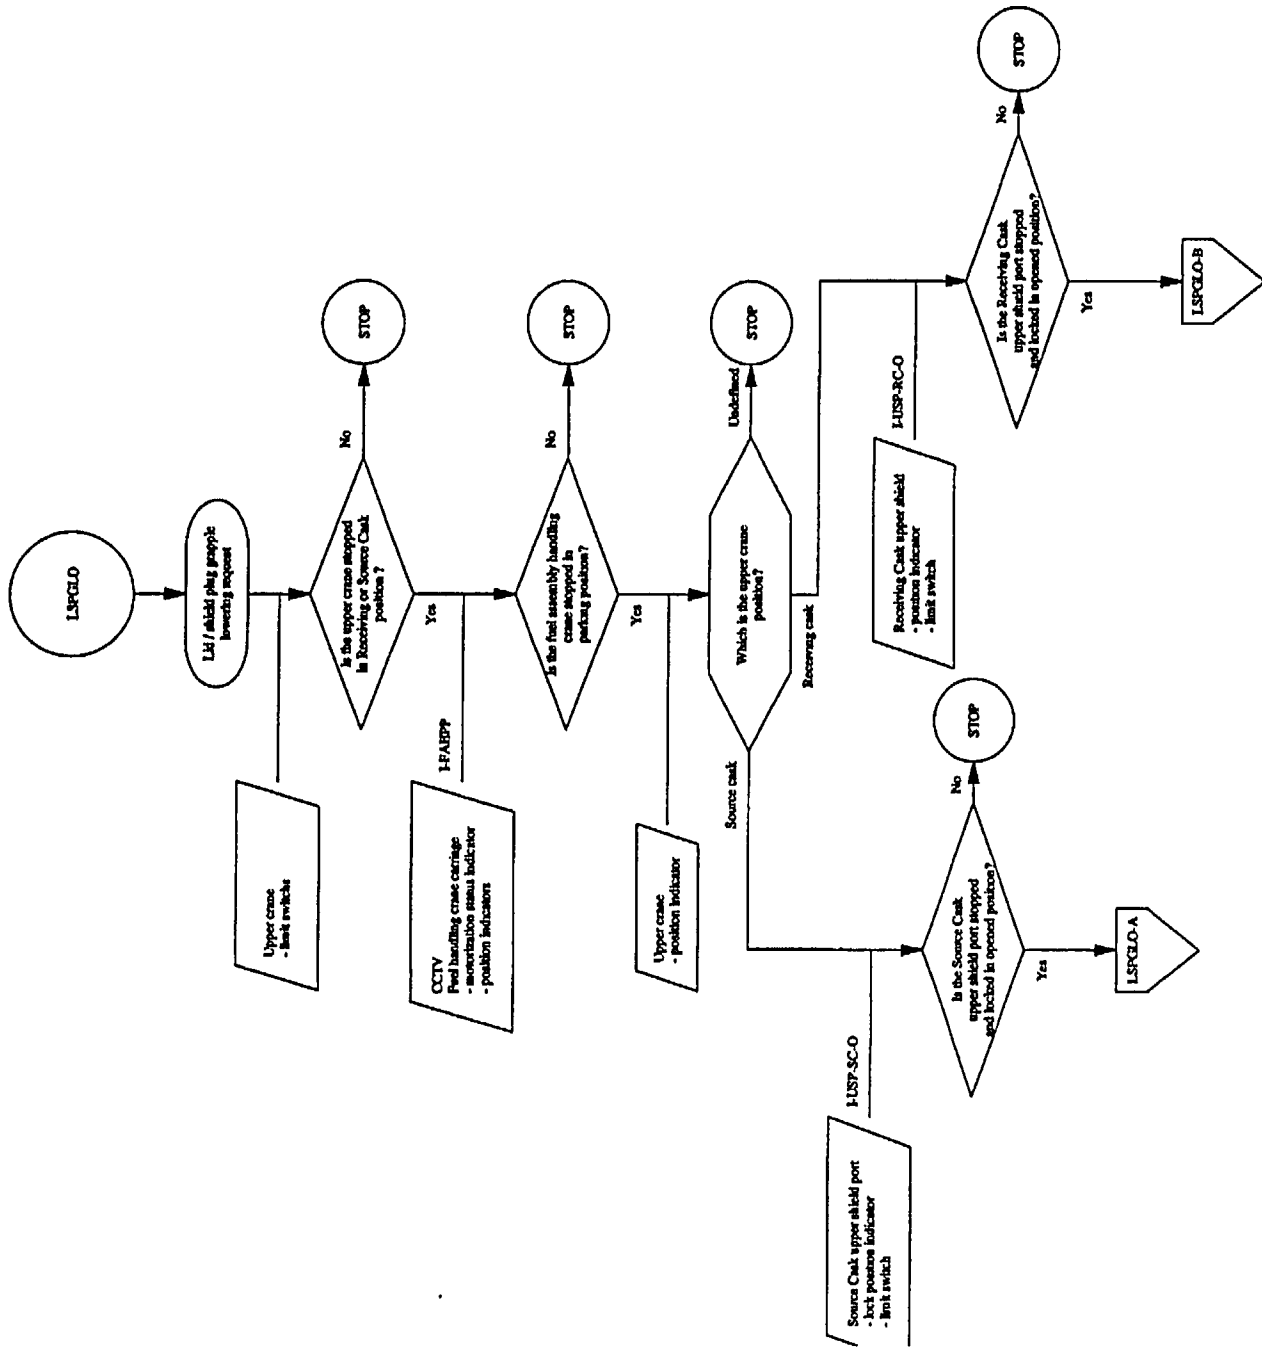 LSPGLO
Lid / shield plug grapple
lowering request
Upper crane
- limit switchs
Is the upper crane stopped
in Receiving or Source Cask
position ?
No
STOP
Yes
I-FAHPP
CCTV
Fuel handling crane carriage
- motorization status indicator
- position indicators
Is the fuel assembly handling
crane stopped in
parking position?
No
STOP
Yes
Upper crane
- position indicator
Which is the upper crane
position?
Undefined
STOP
Source cask
Receiving cask
I-USP-SC-O
Source Cask upper shield port
- lock position indicator
- limit switch
Is the Source Cask
upper shield port stopped
and locked in opened position?
No
STOP
Yes
LSPGLO-A
I-USP-RC-O
Receiving Cask upper shield
- position indicator
- limit switch
Is the Receiving Cask
upper shield port stopped
and locked in opened position?
No
STOP
Yes
LSPGLO-B